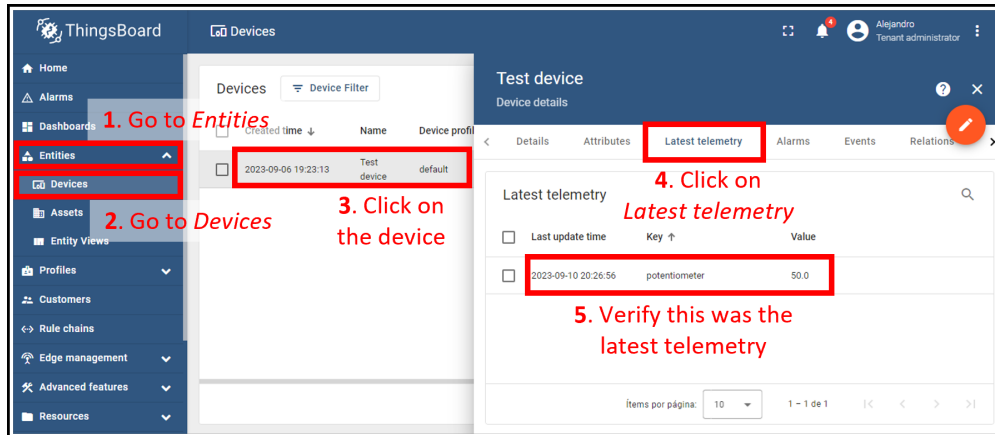 ThingsBoard
Devices
4
Alejandro
Tenant administrator
Home
Alarms
Dashboards
Entities
Devices
Assets
Entity Views
Profiles
Customers
Rule chains
Edge management
Advanced features
Resources
1. Go to Entities
2. Go to Devices
Devices
Device Filter
Created time ↓
Name
Device profil
2023-09-06 19:23:13
Test
device
default
3. Click on
the device
Test device
Device details
?
Details
Attributes
Latest telemetry
Alarms
Events
Relations
4. Click on
Latest telemetry
Latest telemetry
Last update time
Key ↑
Value
2023-09-10 20:26:56
potentiometer
50.0
5. Verify this was the
latest telemetry
Ítems por página:
10
1 – 1 de 1